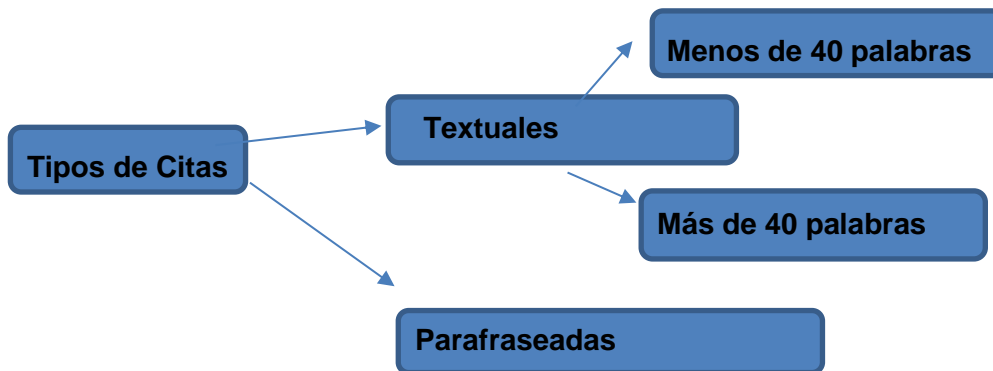 Menos de 40 palabras
Textuales
Tipos de Citas
Más de 40 palabras
Parafraseadas